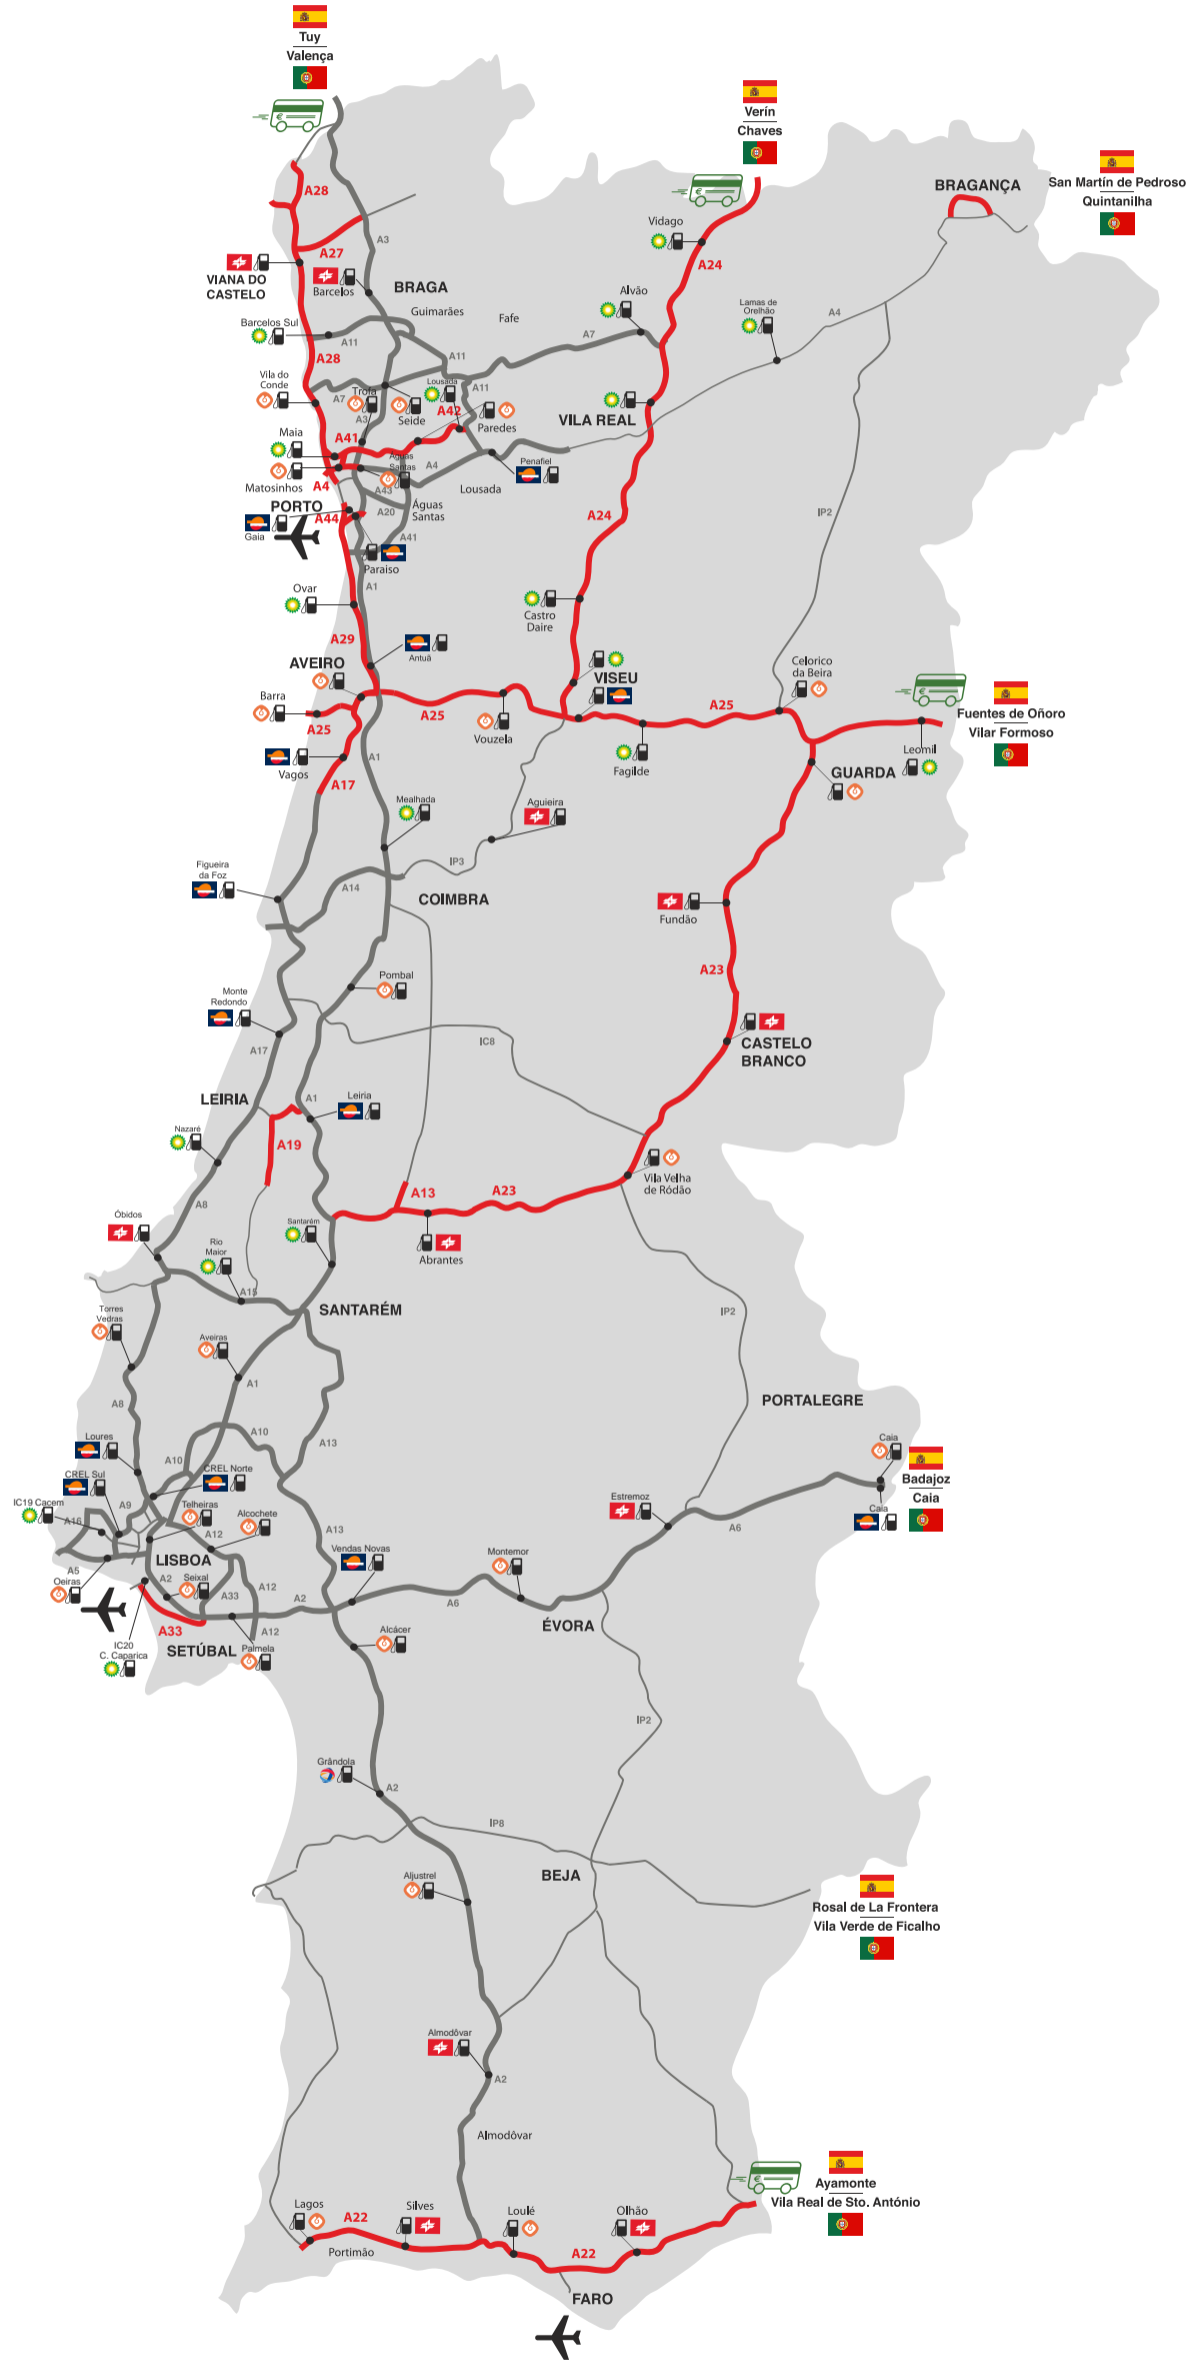 Tuy
Valença
Verín
Chaves
San Martín de Pedroso
Quintanilha
BRAGANÇA
A28
Vidago
A3
A27
A24
VIANA DO
CASTELO
Barcelos
BRAGA
Guimarães
Fafe
Alvão
Lamas de
Orelhão
A4
Barcelos Sul
A11
A7
A28
A11
Vila do
Conde
A7
Trofa
Lousada
A11
A3
Seide
A42
Paredes
VILA REAL
Maia
A41
Águas
Santas
A4
Penafiel
Matosinhos
A4
A43
Lousada
PORTO
A44
A20
Águas
Santas
A24
IP2
Gaia
A41
Paraíso
A1
Ovar
Castro
Daire
A29
Antuã
AVEIRO
VISEU
Celorico
da Beira
Barra
A25
A25
A25
Fuentes de Oñoro
Vilar Formoso
Vouzela
Leomil
Vagos
A1
Fagilde
GUARDA
A17
Mealhada
Aguieira
Figueira
da Foz
IP3
A14
COIMBRA
Fundão
A23
Pombal
Monte
Redondo
A17
IC8
CASTELO
BRANCO
LEIRIA
A1
Leiria
Nazaré
A19
A13
A23
Vila Velha
de Ródão
A8
Óbidos
Santarém
Abrantes
Rio
Maior
A15
SANTARÉM
Torres
Vedras
IP2
Aveiras
A1
A8
PORTALEGRE
A10
Loures
A13
Caia
A10
CREL Sul
CREL Norte
Badajoz
Caia
IC19 Cacem
Estremoz
A9
Telheiras
Alcochete
Caia
A16
A12
A13
A6
LISBOA
Vendas Novas
Montemor
A5
Oeiras
A2
Seixal
A33
A12
A2
A6
A33
A12
ÉVORA
IC20
C. Caparica
SETÚBAL
Palmela
Alcácer
IP2
Grândola
A2
IP8
Aljustrel
BEJA
Rosal de La Frontera
Vila Verde de Ficalho
Almodôvar
A2
Almodôvar
Ayamonte
Vila Real de Sto. António
Lagos
A22
Silves
Loulé
Olhão
Portimão
A22
FARO